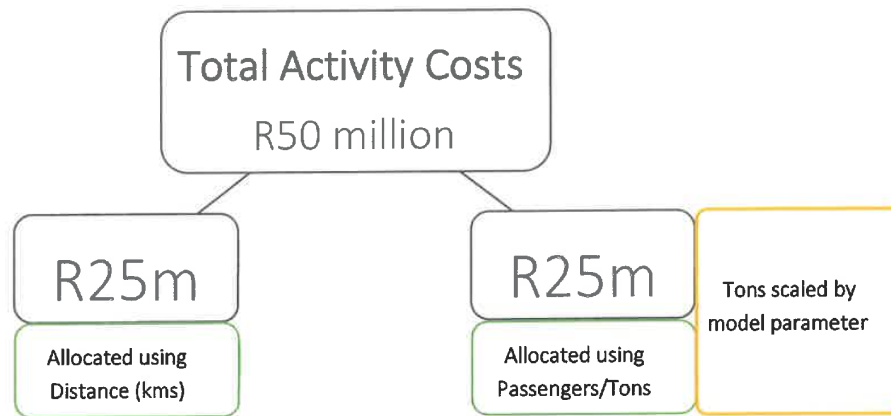 Total Activity Costs
R50 million
R25m
Allocated using
Distance (kms)
R25m
Allocated using
Passengers/Tons
Tons scaled by
model parameter